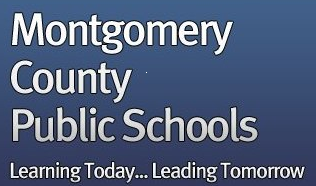 Montgomery
County
Public Schools
Learning Today... Leading Tomorrow